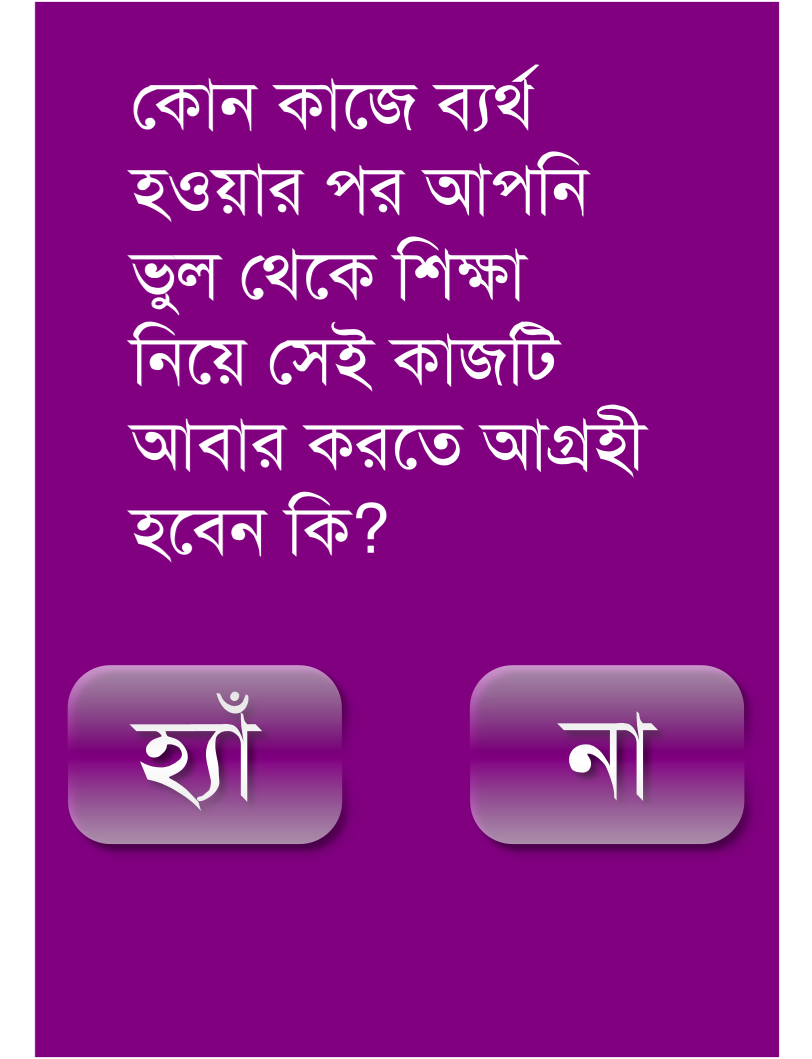 কোন কাজে ব্যর্থ
হওয়ার পর আপনি
ভুল থেকে শিক্ষা
নিয়ে সেই কাজটি
আবার করতে আগ্রহী
হবেন কি?
হ্যাঁ
না